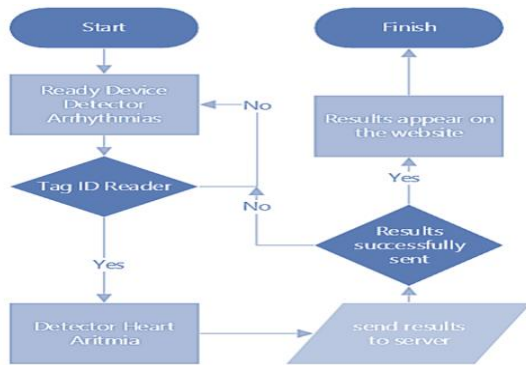 Start
Ready Device
Detector
Arrhythmias
No
Tag ID Reader
Yes
Detector Heart
Aritmia
send results
to server
Results
successfully
sent
No
Yes
Results appear on
the website
Finish